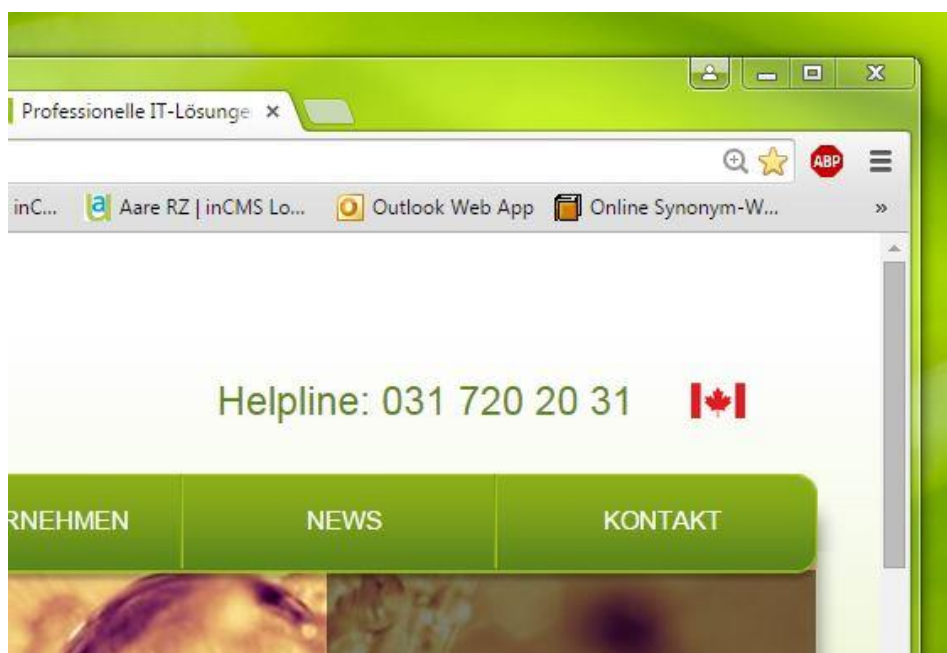 Professionelle IT-Lösunge
ABP
inC... Aare RZ | inCMS Lo... Outlook Web App Online Synonym-W... »
Helpline: 031 720 20 31
RNEHMEN NEWS KONTAKT